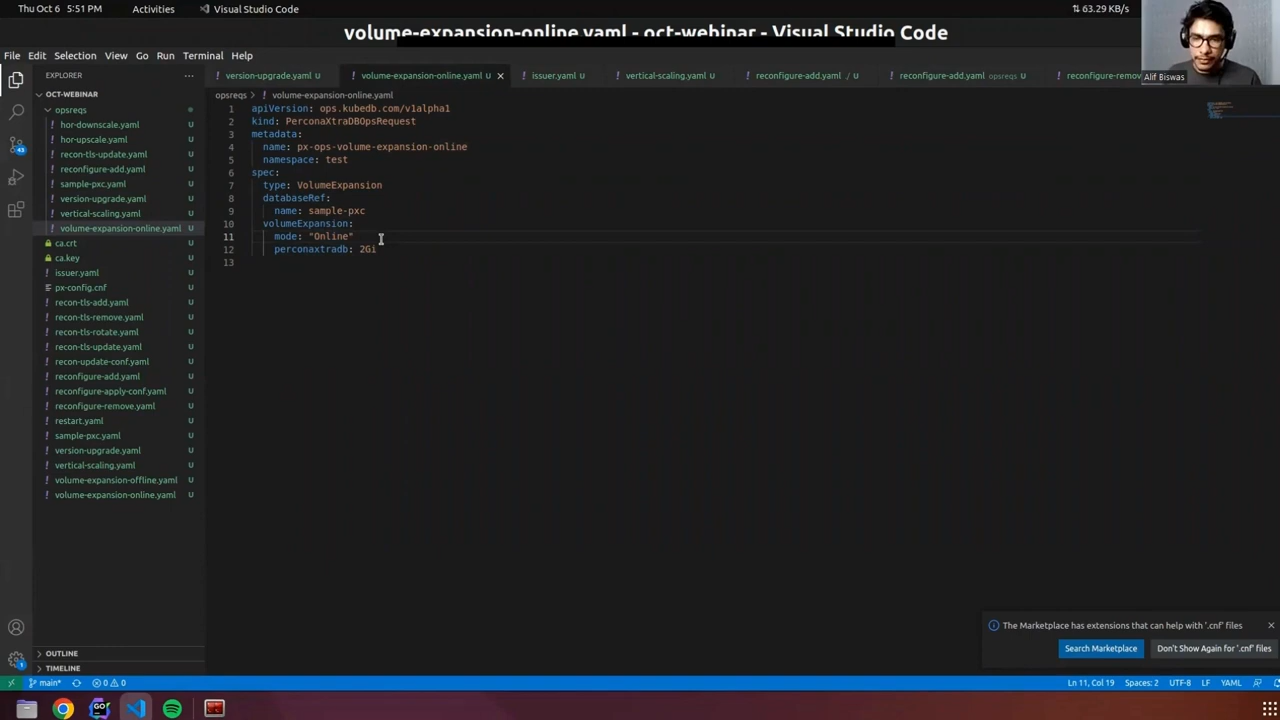 Thu Oct 6 5:51 PM
Activities
Visual Studio Code
63.29 KB/s
volume-expansion-online.yaml - oct-webinar - Visual Studio Code
Alif Biswas
File Edit Selection View Go Run Terminal Help
EXPLORER
version-upgrade.yaml U
volume-expansion-online.yaml U
issuer.yaml U
vertical-scaling.yaml U
reconfigure-add.yaml / U
reconfigure-add.yaml opsreqs U
reconfigure-remov
OCT-WEBINAR
opsreqs
hor-downscale.yaml U
hor-upscale.yaml U
recon-tls-update.yaml U
reconfigure-add.yaml U
sample-pxc.yaml U
version-upgrade.yaml U
vertical-scaling.yaml U
volume-expansion-online.yaml U
ca.crt U
ca.key U
issuer.yaml U
px-config.cnf U
recon-tls-add.yaml U
recon-tls-remove.yaml U
recon-tls-rotate.yaml U
recon-tls-update.yaml U
recon-update-conf.yaml U
reconfigure-add.yaml U
reconfigure-apply-conf.yaml U
reconfigure-remove.yaml U
restart.yaml U
sample-pxc.yaml U
version-upgrade.yaml U
vertical-scaling.yaml U
volume-expansion-offline.yaml U
volume-expansion-online.yaml U
OUTLINE
TIMELINE
43
1
opsreqs > volume-expansion-online.yaml
1 apiVersion: ops.kubedb.com/v1alpha1
2 kind: PerconaXtraDBOpsRequest
3 metadata:
4 name: px-ops-volume-expansion-online
5 namespace: test
6 spec:
7 type: VolumeExpansion
8 databaseRef:
9 name: sample-pxc
10 volumeExpansion:
11 mode: "Online"
12 perconaxtradb: 2Gi
13
The Marketplace has extensions that can help with '.cnf' files
Search Marketplace
Don't Show Again for '.cnf' files
main*
0 0
Ln 11, Col 19
Spaces: 2
UTF-8
LF
YAML